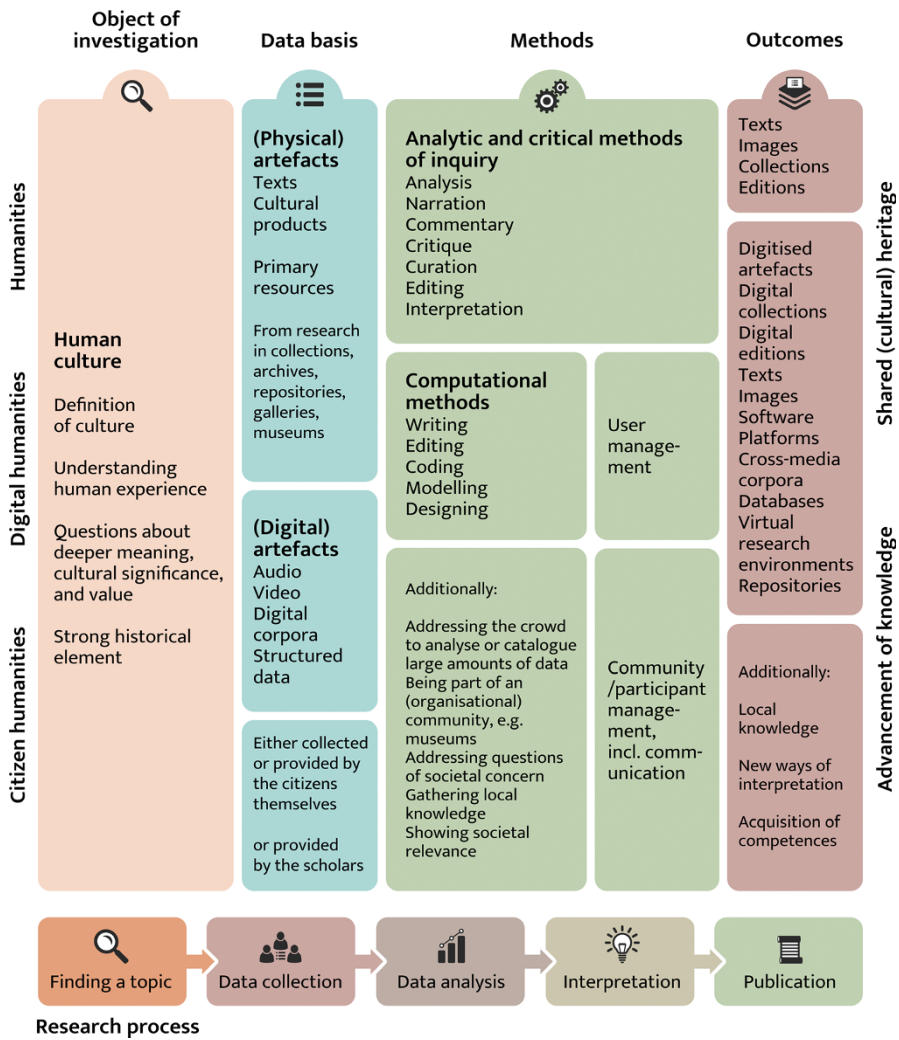 Object of
investigation
Data basis
Methods
Outcomes
Humanities
Digital humanities
Citizen humanities
Human
culture
Definition
of culture
Understanding
human experience
Questions about
deeper meaning,
cultural significance,
and value
Strong historical
element
(Physical)
artefacts
Texts
Cultural
products
Primary
resources
From research
in collections,
archives,
repositories,
galleries,
museums
(Digital)
artefacts
Audio
Video
Digital
corpora
Structured
data
Either collected
or provided by
the citizens
themselves
or provided
by the scholars
Analytic and critical methods
of inquiry
Analysis
Narration
Commentary
Critique
Curation
Editing
Interpretation
Computational
methods
Writing
Editing
Coding
Modelling
Designing
User
manage-
ment
Additionally:
Addressing the crowd
to analyse or catalogue
large amounts of data
Being part of an
(organisational)
community, e.g.
museums
Addressing questions
of societal concern
Gathering local
knowledge
Showing societal
relevance
Community
/participant
manage-
ment,
incl. comm-
unication
Texts
Images
Collections
Editions
Digitised
artefacts
Digital
collections
Digital
editions
Texts
Images
Software
Platforms
Cross-media
corpora
Databases
Virtual
research
environments
Repositories
Additionally:
Local
knowledge
New ways of
interpretation
Acquisition of
competences
Shared (cultural) heritage
Advancement of knowledge
Finding a topic
Data collection
Data analysis
Interpretation
Publication
Research process